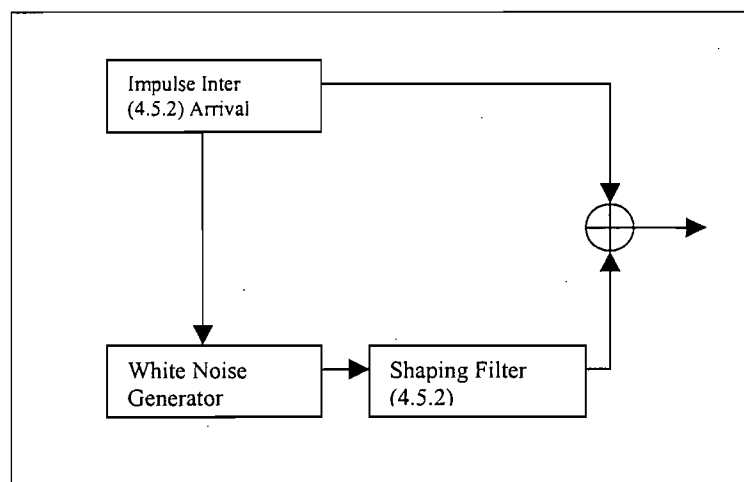 Impulse Inter
(4.5.2) Arrival
White Noise
Generator
Shaping Filter
(4.5.2)